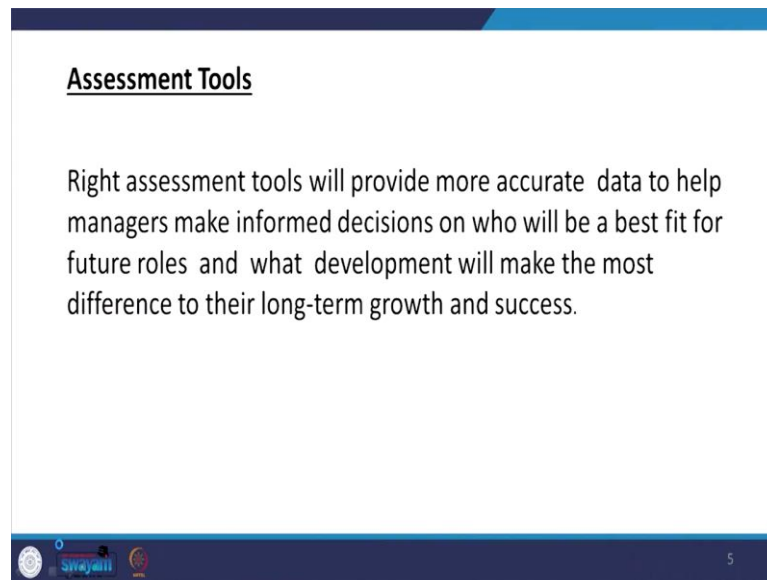 Assessment Tools
Right assessment tools will provide more accurate data to help
managers make informed decisions on who will be a best fit for
future roles and what development will make the most
difference to their long-term growth and success.
swayam
5